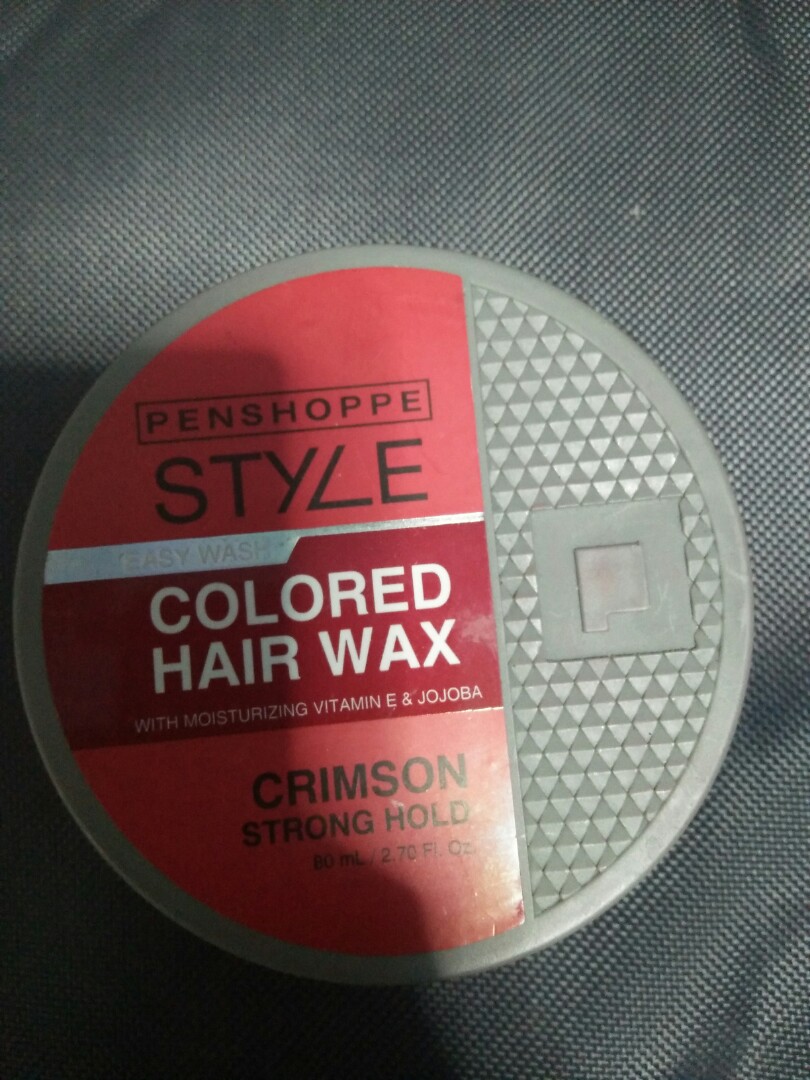 PENSHOPPE
STYLE
EASY WASH
COLORED
HAIR WAX
WITH MOISTURIZING VITAMIN E & JOJOBA
CRIMSON
STRONG HOLD
80 mL / 2.70 Fl. Oz.